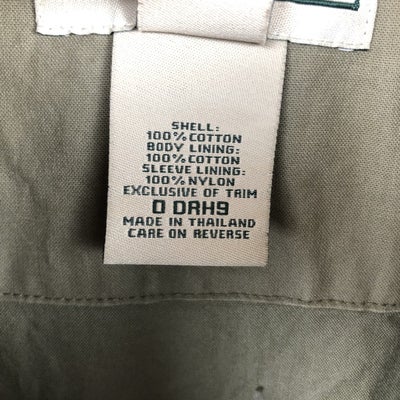 SHELL:
100% COTTON
BODY LINING:
100% COTTON
SLEEVE LINING:
100% NYLON
EXCLUSIVE OF TRIM
0 DRH9
MADE IN THAILAND
CARE ON REVERSE